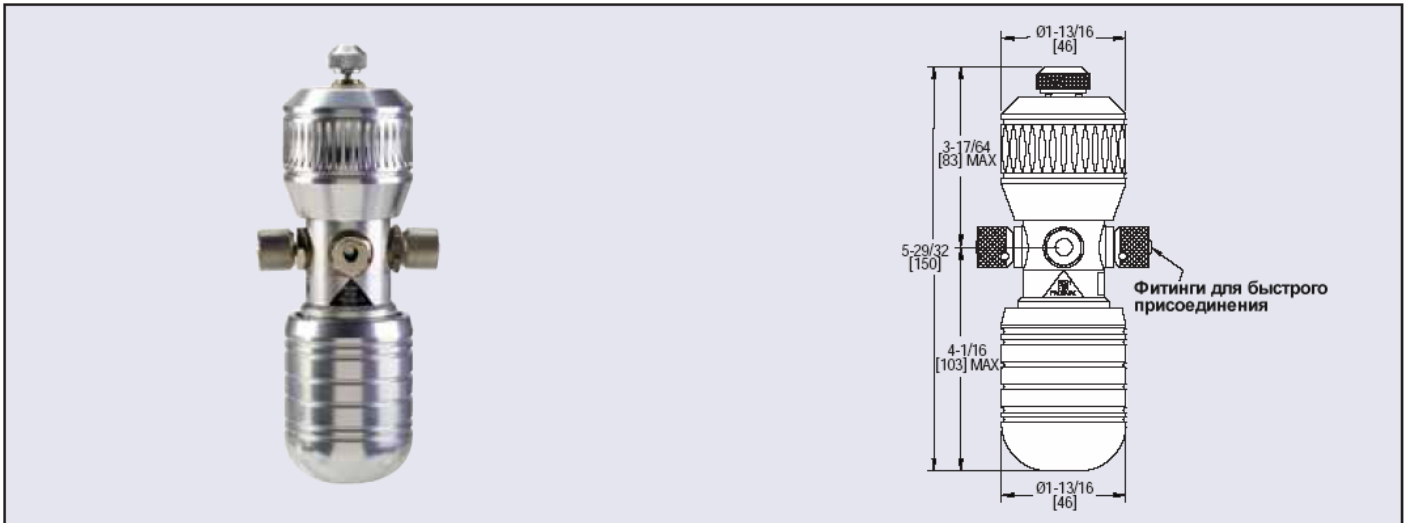 Ø1-13/16
[46]
3-17/64
[83] MAX
5-29/32
[150]
Фитинги для быстрого
присоединения
4-1/16
[103] MAX
Ø1-13/16
[46]